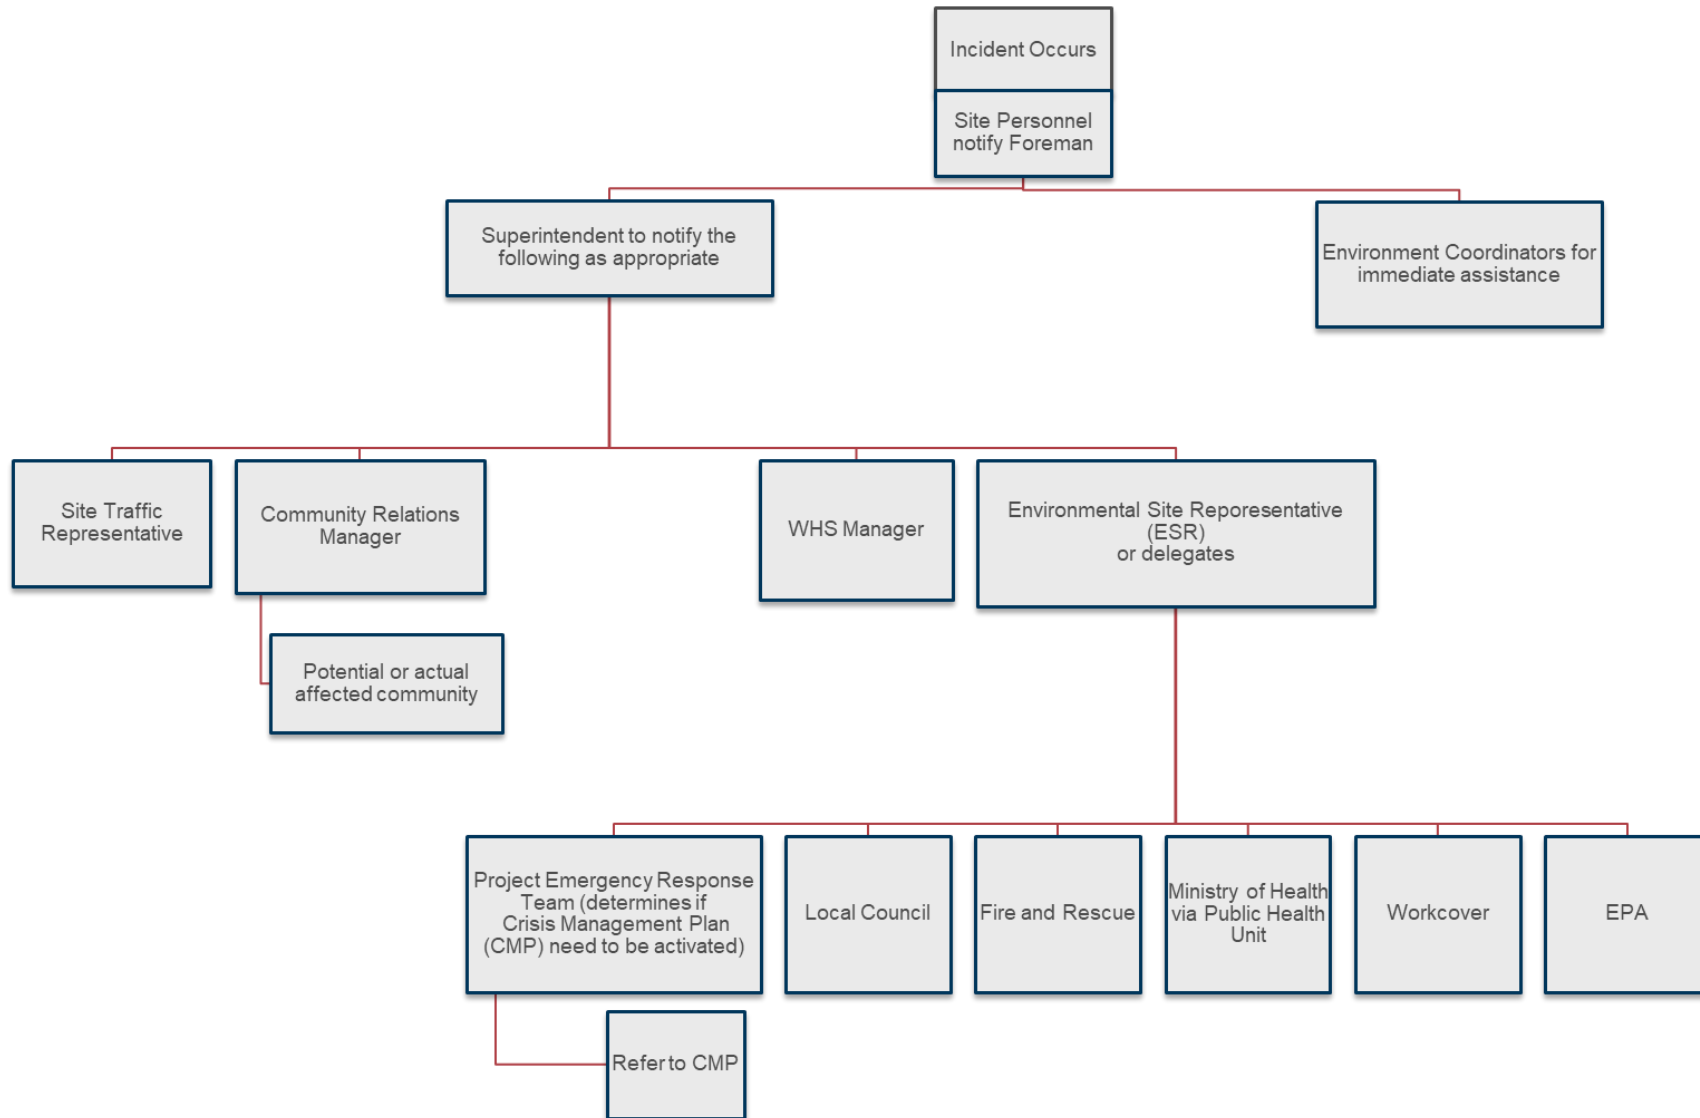 Incident Occurs
Site Personnel
notify Foreman
Superintendent to notify the
following as appropriate
Environment Coordinators for
immediate assistance
Site Traffic
Representative
Community Relations
Manager
WHS Manager
Environmental Site Reporesentative
(ESR)
or delegates
Potential or actual
affected community
Project Emergency Response
Team (determines if
Crisis Management Plan
(CMP) need to be activated)
Local Council
Fire and Rescue
Ministry of Health
via Public Health
Unit
Workcover
EPA
Refer to CMP